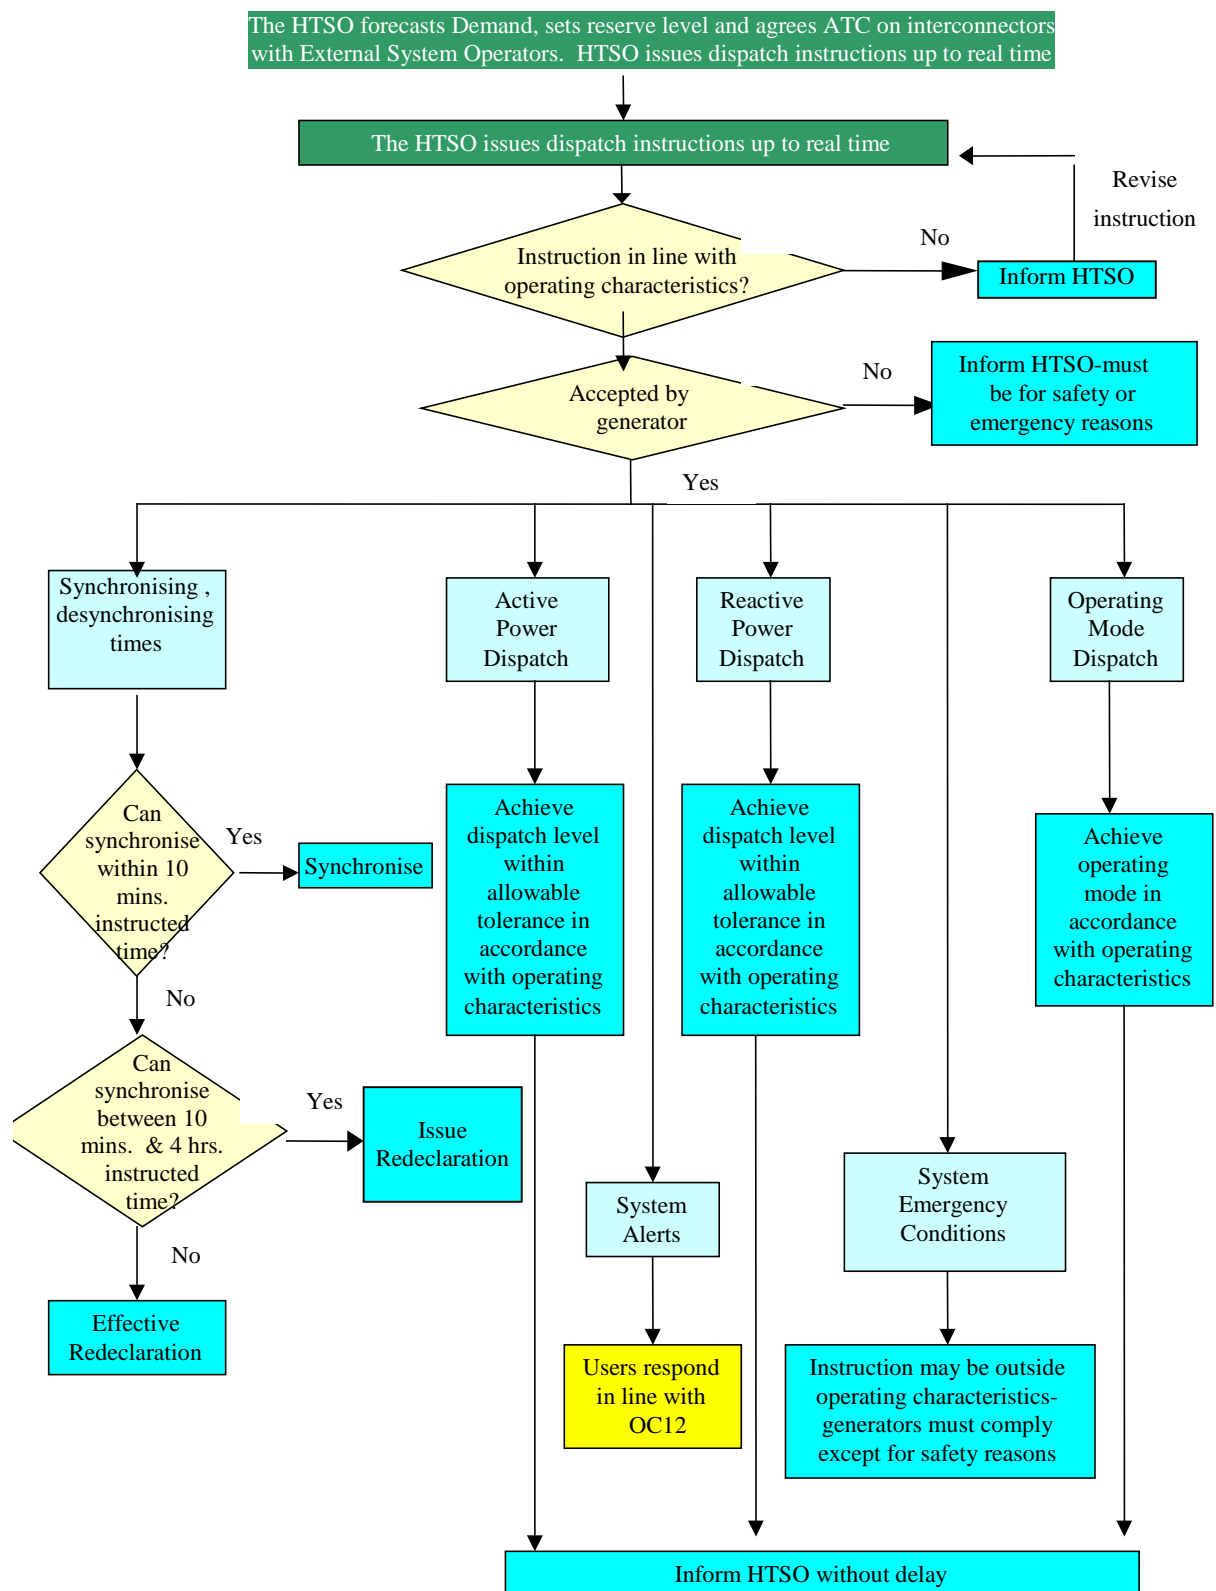 The HTSO forecasts Demand, sets reserve level and agrees ATC on interconnectors
with External System Operators.  HTSO issues dispatch instructions up to real time
The HTSO issues dispatch instructions up to real time
Revise
instruction
No
Instruction in line with
operating characteristics?
Inform HTSO
No
Inform HTSO-must
be for safety or
emergency reasons
Accepted by
generator
Yes
Synchronising ,
desynchronising
times
Active
Power
Dispatch
Reactive
Power
Dispatch
Operating
Mode
Dispatch
Can
synchronise
within 10
mins.
instructed
time?
Yes
Synchronise
Achieve
dispatch level
within
allowable
tolerance in
accordance
with operating
characteristics
Achieve
dispatch level
within
allowable
tolerance in
accordance
with operating
characteristics
Achieve
operating
mode in
accordance
with operating
characteristics
No
Can
synchronise
between 10
mins.  & 4 hrs.
instructed
time?
Yes
Issue
Redeclaration
System
Alerts
System
Emergency
Conditions
No
Effective
Redeclaration
Users respond
in line with
OC12
Instruction may be outside
operating characteristics-
generators must comply
except for safety reasons
Inform HTSO without delay